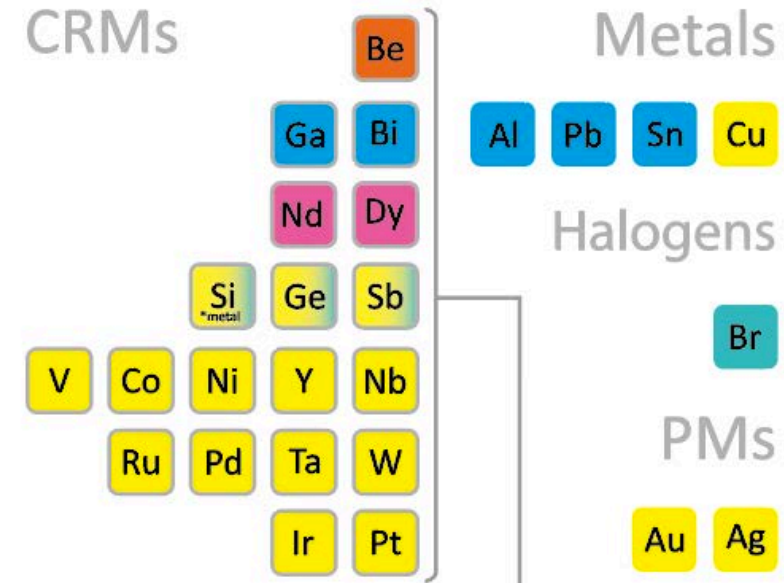 CRMs
Be
Ga Bi
Nd Dy
Si Ge Sb
*metal
V Co Ni Y Nb
Ru Pd Ta W
Ir Pt
Metals
Al Pb Sn Cu
Halogens
Br
PMs
Au Ag